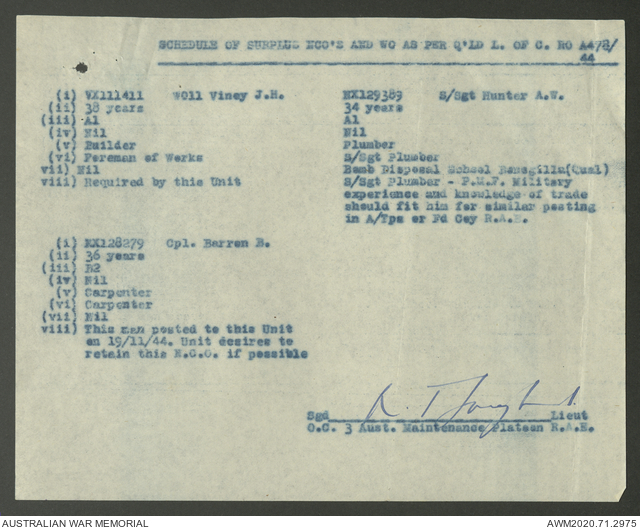 SCHEDULE OF SURPLUS NCO'S AND WO AS PER Q'LD L. OF C. RO A478/
44
(i) VX111411 WO11 Viney J.H.
(ii) 38 years
(iii) A1
(iv) Nil
(v) Builder
(vi) Foreman of Works
vii) Nil
viii) Required by this Unit
NX129389 S/Sgt Hunter A.W.
34 years
A1
Nil
Plumber
S/Sgt Plumber
Bomb Disposal School (Qual)
S/Sgt Plumber - P.M.F. Military
experience and knowledge of trade
should fit him for similar posting
in A/Tps or Fd Coy R.A.E.
(i) NX128279 Cpl. Barren B.
(ii) 36 years
(iii) B2
(iv) Nil
(v) Carpenter
(vi) Carpenter
(vii) Nil
viii) This man posted to this Unit
on 19/11/44. Unit desires to
retain this N.C.O. if possible
Sgd Lieut
O.C. 3 Aust. Maintenance Platoon R.A.E.
AUSTRALIAN WAR MEMORIAL
AWM2020.71.2975